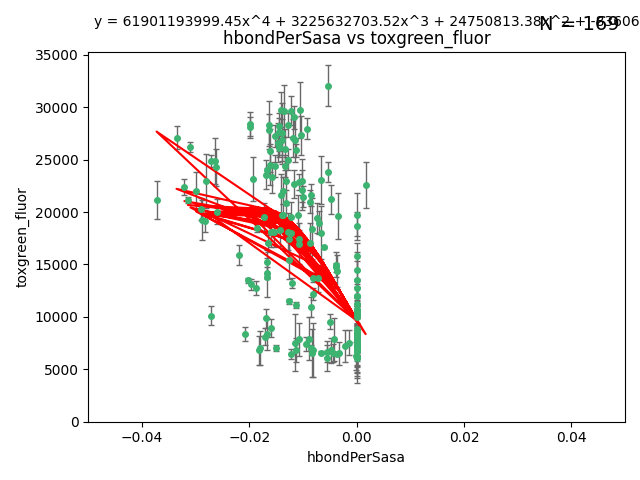 y = 61901193999.45x^4 + 3225632703.52x^3 + 24750813.38x^2 +
N = 169
hbondPerSasa vs toxgreen_fluor
35000
30000
25000
20000
15000
10000
5000
0
toxgreen_fluor
−0.04
−0.02
0.00
0.02
0.04
hbondPerSasa